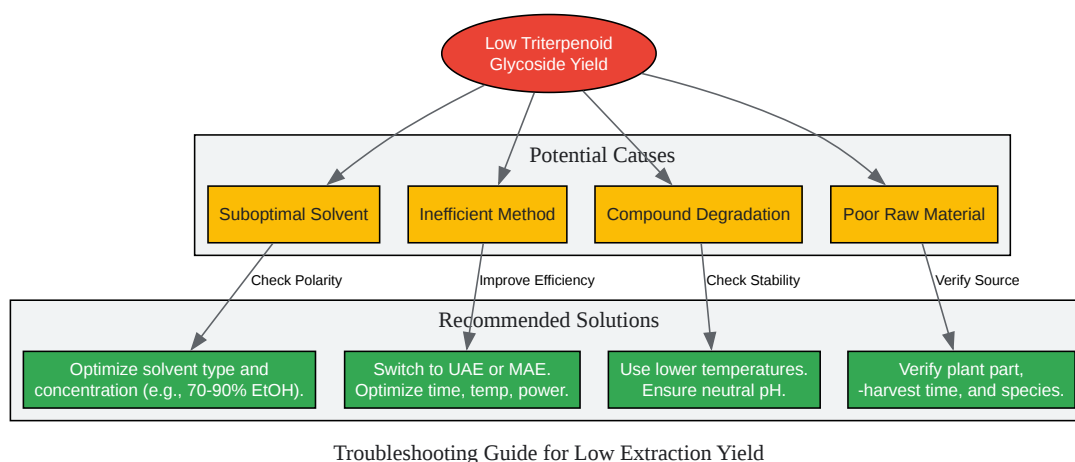 Low Triterpenoid
Glycoside Yield
Potential Causes
Suboptimal Solvent
Inefficient Method
Compound Degradation
Poor Raw Material
Check Polarity
Improve Efficiency
Check Stability
Verify Source
Recommended Solutions
Optimize solvent type and
concentration (e.g., 70-90% EtOH).
Switch to UAE or MAE.
Optimize time, temp, power.
Use lower temperatures.
Ensure neutral pH.
Verify plant part,
-harvest time, and species.
Troubleshooting Guide for Low Extraction Yield